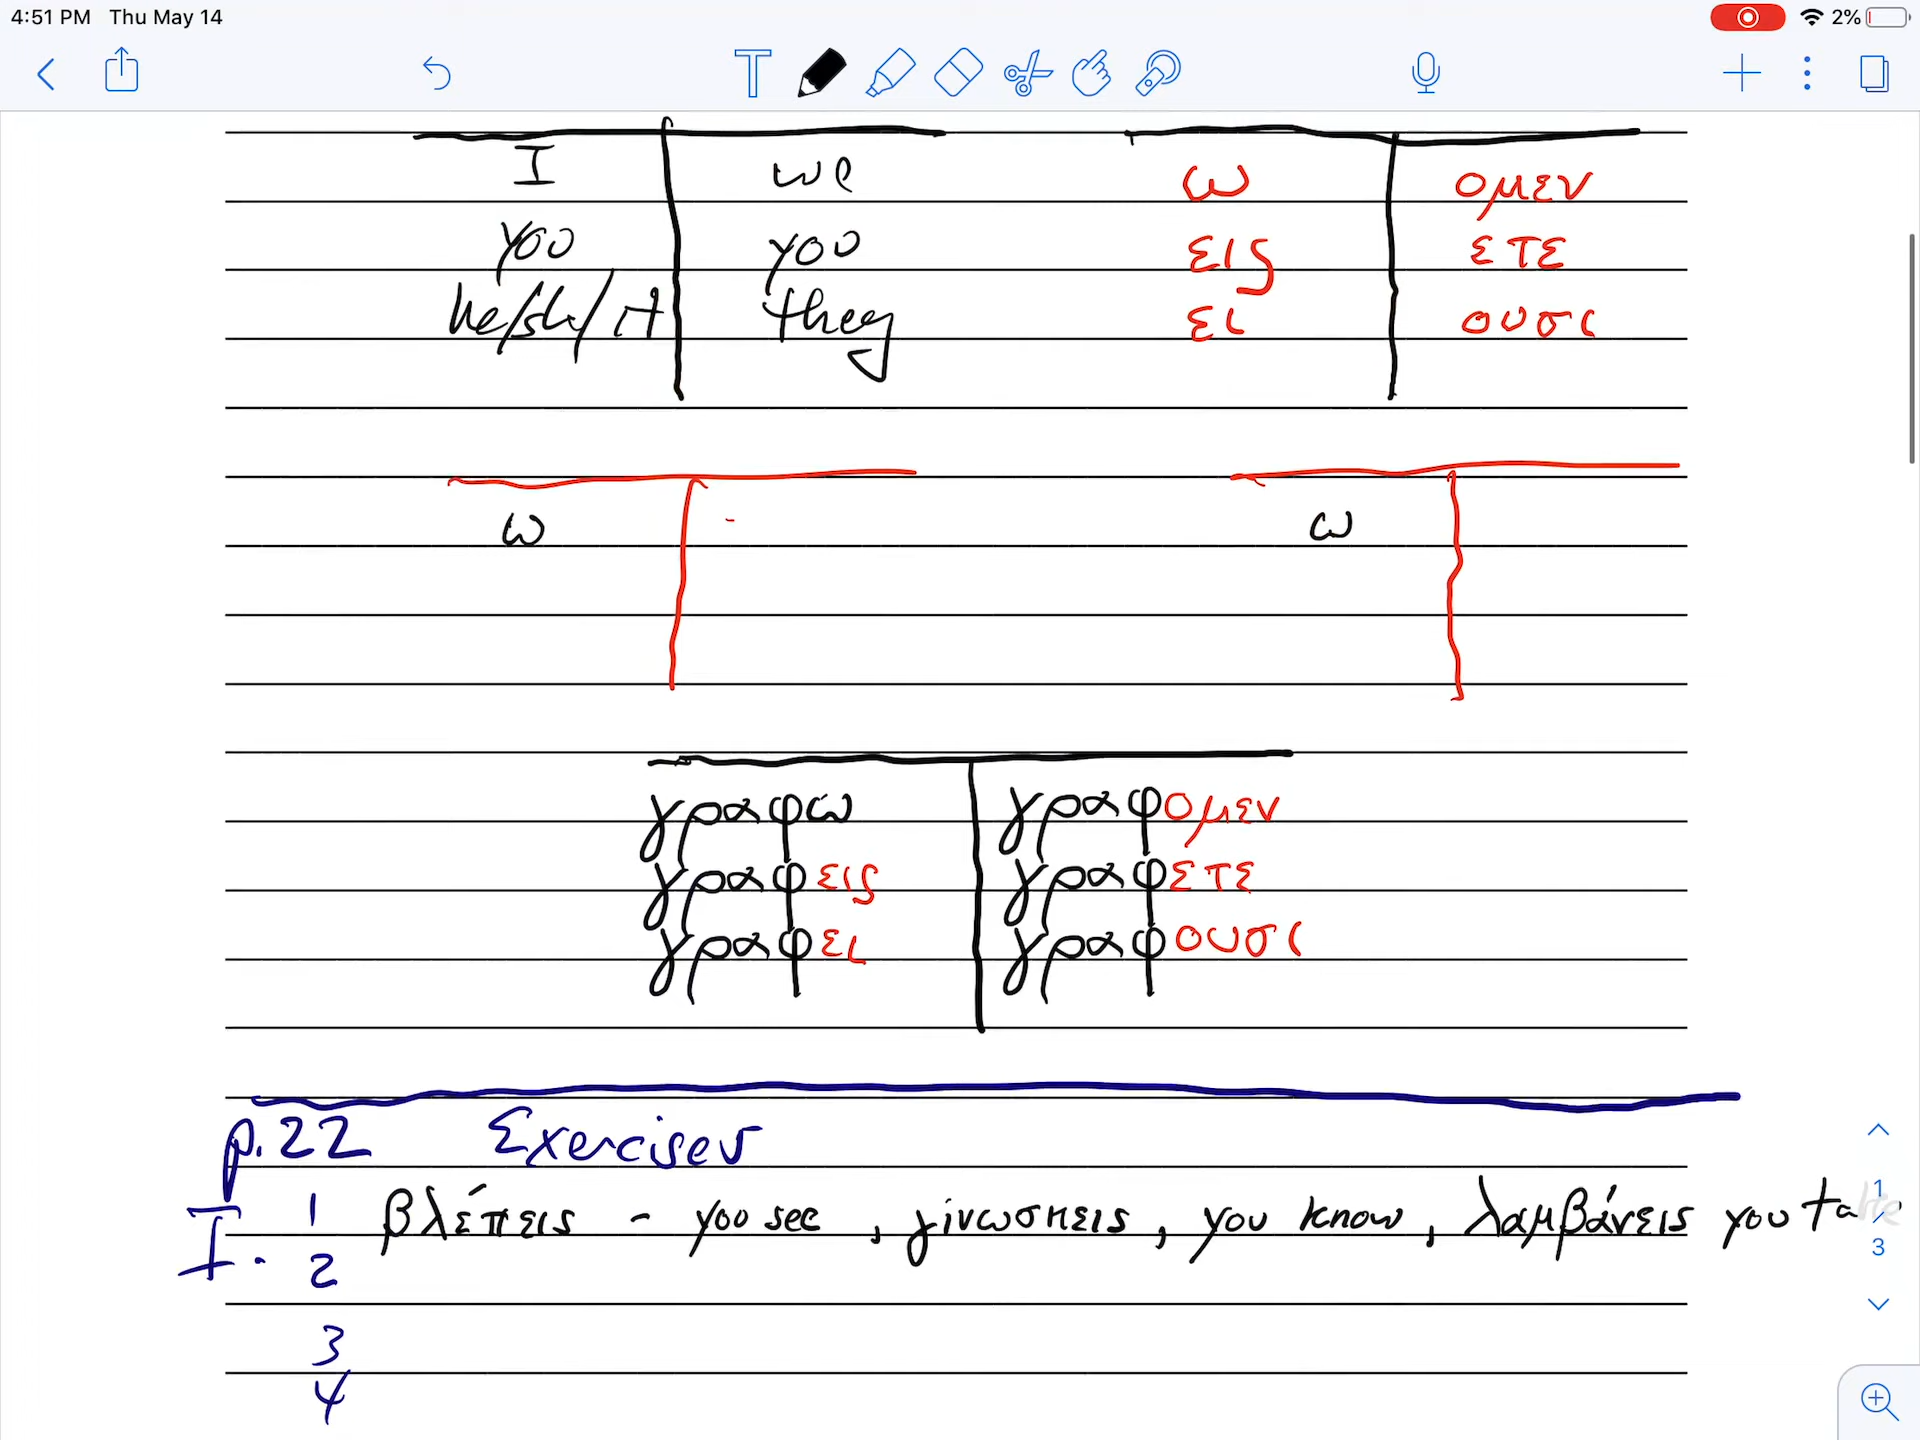 4:51 PM Thu May 14 2%
I we ω ομεν
you you εις ετε
he/sh/it they ει ουσι
ω ω
γραφω γραφομεν
γραφεις γραφετε
γραφει γραφουσι
p.22 Exercises
I. 1 βλέπεις - you see, γινωσκεις, you know, λαμβάνεις you take
2
3
4
1
3